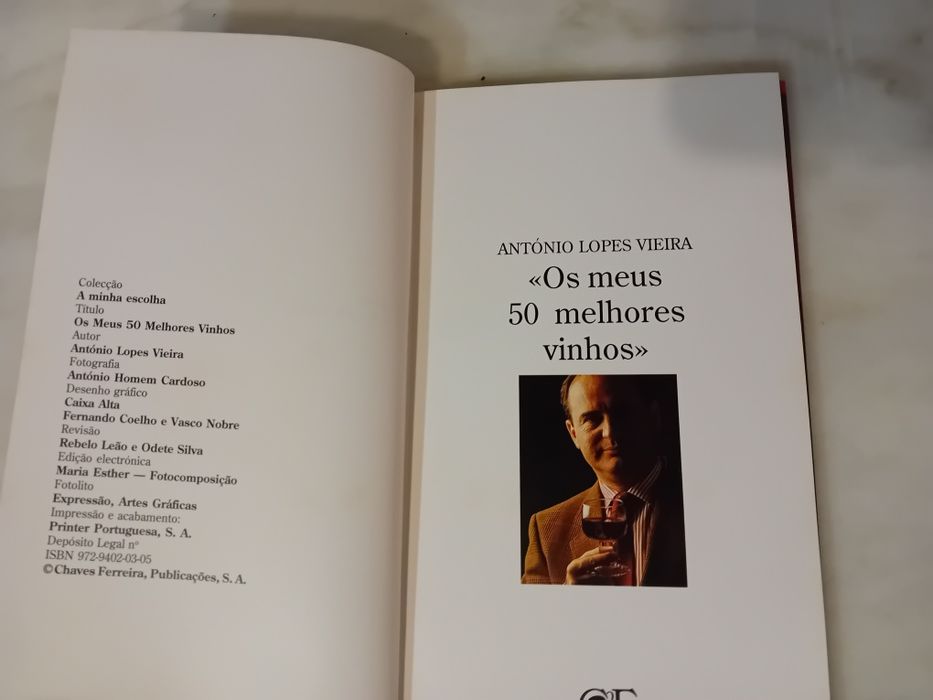 Colecção
A minha escolha
Título
Os Meus 50 Melhores Vinhos
Autor
António Lopes Vieira
Fotografia
António Homem Cardoso
Desenho gráfico
Caixa Alta
Fernando Coelho e Vasco Nobre
Revisão
Rebelo Leão e Odete Silva
Edição electrónica
Maria Esther — Fotocomposição
Fotolito
Expressão, Artes Gráficas
Impressão e acabamento:
Printer Portuguesa, S. A.
Depósito Legal nº
ISBN 972-9402-03-05
©Chaves Ferreira, Publicações, S. A.
ANTÓNIO LOPES VIEIRA
«Os meus
50 melhores
vinhos»